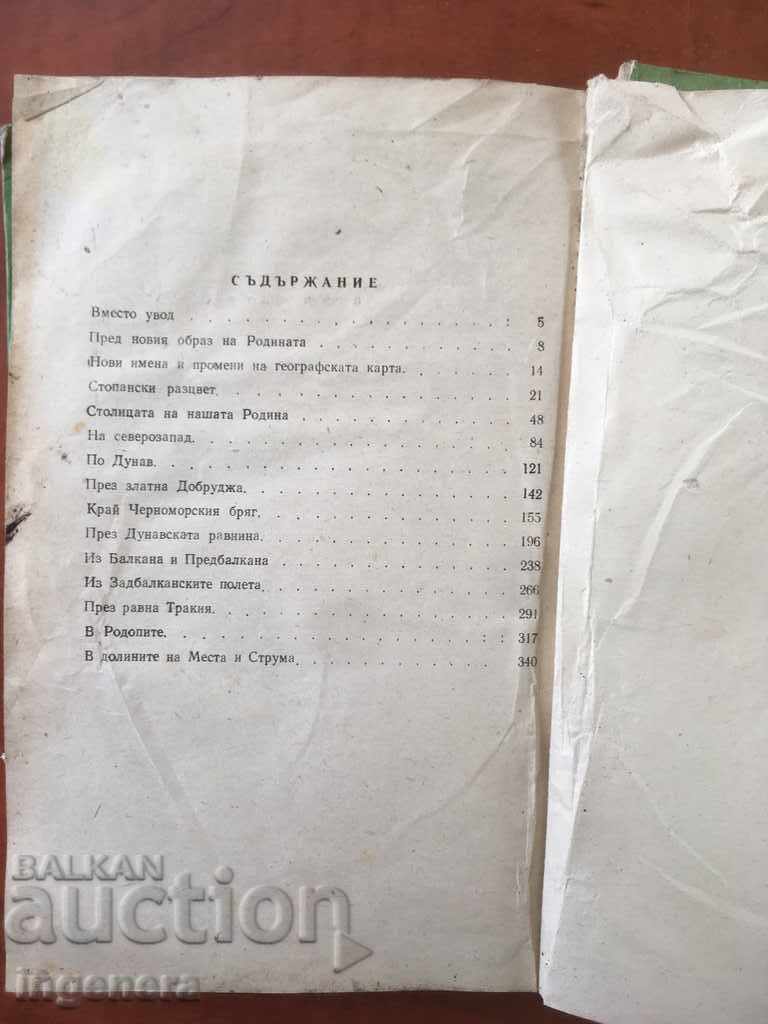 СЪДЪРЖАНИЕ
Вместо увод . . . . . . . . . . . . . . . . : 5
Пред новия образ на Родината . . . . . . . . . 8
Нови имена и промени на географската карта. . . . . . 14
Стопански разцвет. . . . . . . . . . . . . . . 21
Столицата на нашата Родина . . . . . . . . . . 48
На северозапад. . . . . . . . . . . . . . . . 84
По Дунав. . . . . . . . . . . . . . . . . . 121
През златна Добруджа. . . . . . . . . . . . . 142
Край Черноморския бряг. . . . . . . . . . . . 155
През Дунавската равнина. . . . . . . . . . . . 196
Из Балкана и Предбалкана . . . . . . . . . . . 238
Из Задбалканските полета. . . . . . . . . . . . 266
През равна Тракия. . . . . . . . . . . . . . 291
В Родопите. . . . . . . . . . . . . . . : : 317
В долините на Места и Струма. . . . . . . . . . 340
BALKAN
auction
ingenera